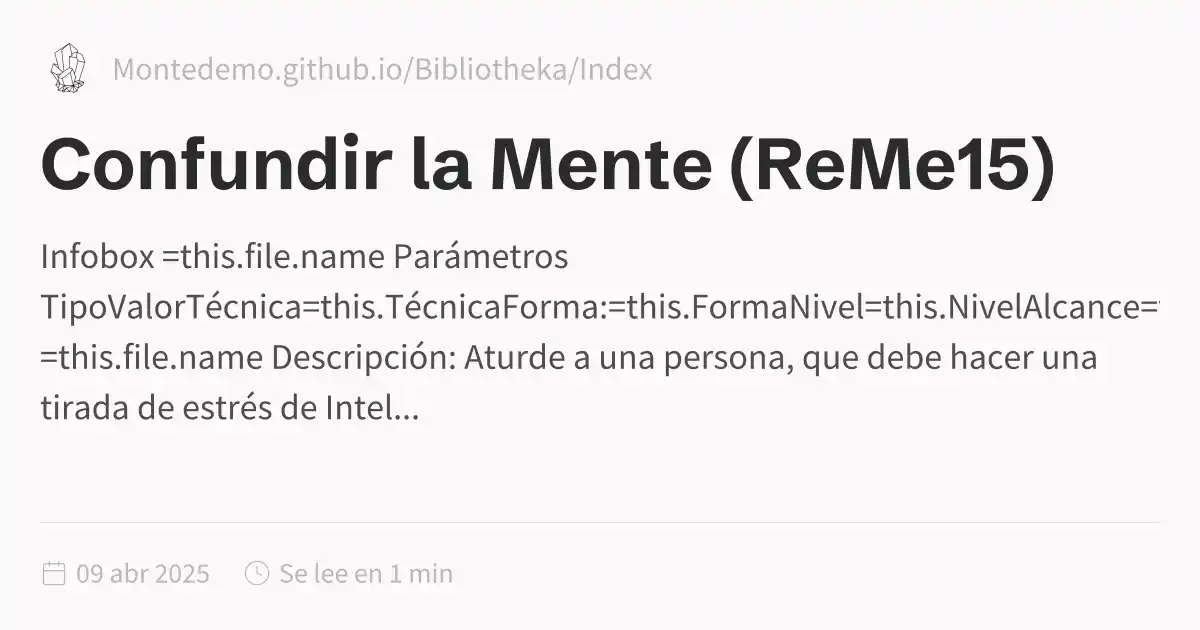 Montedemo.github.io/Bibliotheka/Index
Confundir la Mente (ReMe15)
Infobox =this.file.name Parámetros
TipoValorTécnica=this.TécnicaForma:=this.FormaNivel=this.NivelAlcance=
=this.file.name Descripción: Aturde a una persona, que debe hacer una
tirada de estrés de Intel...
09 abr 2025 Se lee en 1 min